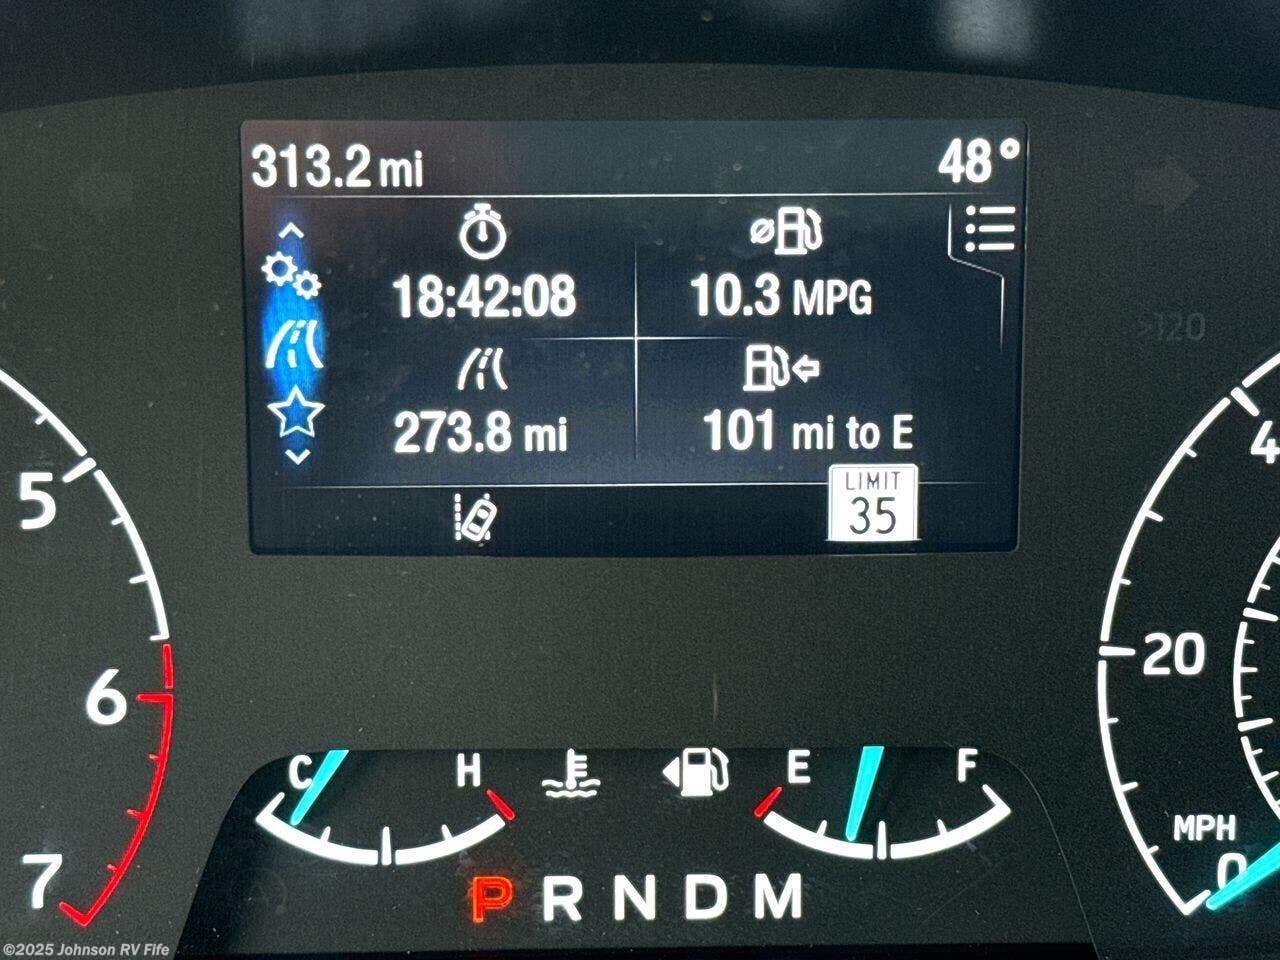 313.2 mi 48°
18:42:08 10.3 MPG
273.8 mi 101 mi to E
LIMIT
35
>120
5
6
7
4
20
MPH
0
C H E F
P R N D M
©2025 Johnson RV Fife